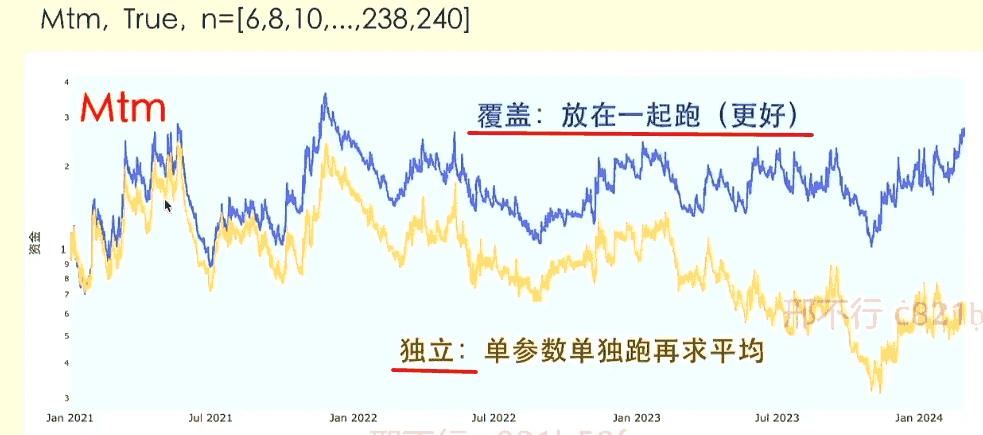 Mtm, True, n=[6,8,10,...,238,240]
Mtm
覆盖：放在一起跑（更好）
独立：单参数单独跑再求平均
资金
4
3
2
1
9
8
7
6
5
4
3
Jan 2021
Jul 2021
Jan 2022
Jul 2022
Jan 2023
Jul 2023
Jan 2024
邢不行 c821b